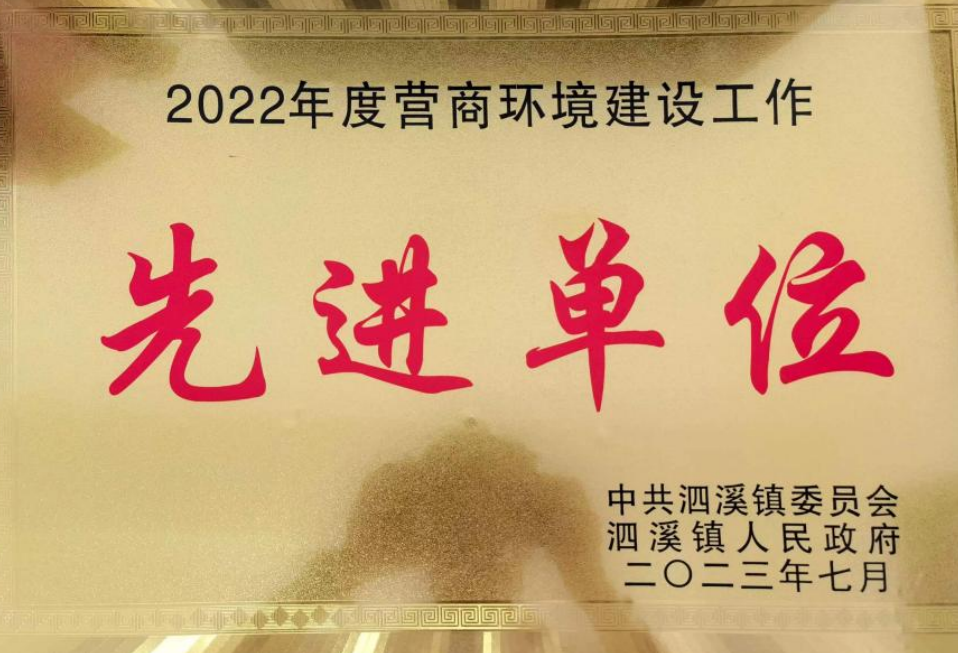 2022年度营商环境建设工作
先进单位
中共泗溪镇委员会
泗溪镇人民政府
二〇二三年七月